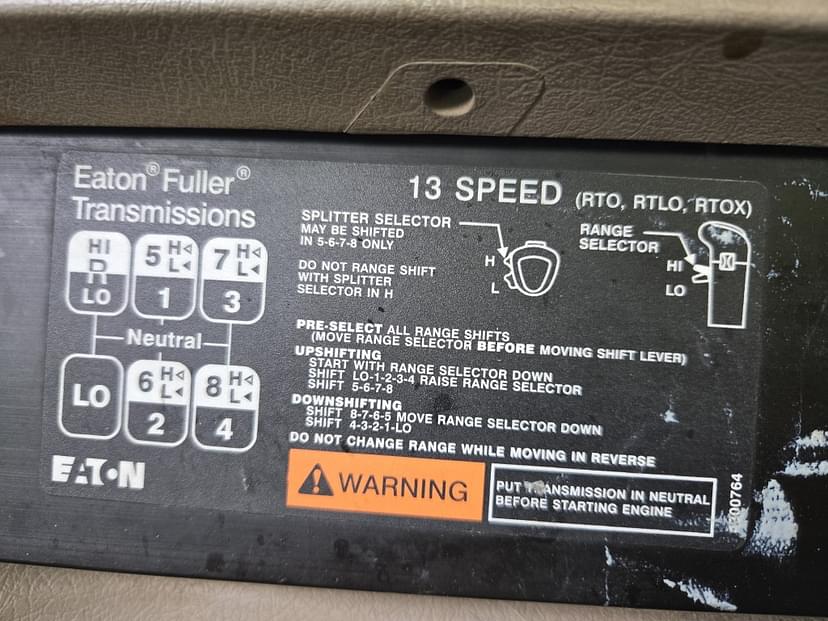 Eaton® Fuller®
Transmissions
13 SPEED (RTO, RTLO, RTOX)
SPLITTER SELECTOR
MAY BE SHIFTED
IN 5-6-7-8 ONLY
DO NOT RANGE SHIFT
WITH SPLITTER
SELECTOR IN H
H
L
RANGE
SELECTOR
HI
LO
HI
R
LO
5 H
L
1
7 H
L
3
Neutral
LO
6 H
L
2
8 H
L
4
PRE-SELECT ALL RANGE SHIFTS
(MOVE RANGE SELECTOR BEFORE MOVING SHIFT LEVER)
UPSHIFTING
START WITH RANGE SELECTOR DOWN
SHIFT LO-1-2-3-4 RAISE RANGE SELECTOR
SHIFT 5-6-7-8
DOWNSHIFTING
SHIFT 8-7-6-5 MOVE RANGE SELECTOR DOWN
SHIFT 4-3-2-1-LO
DO NOT CHANGE RANGE WHILE MOVING IN REVERSE
EATON
WARNING
PUT TRANSMISSION IN NEUTRAL
BEFORE STARTING ENGINE